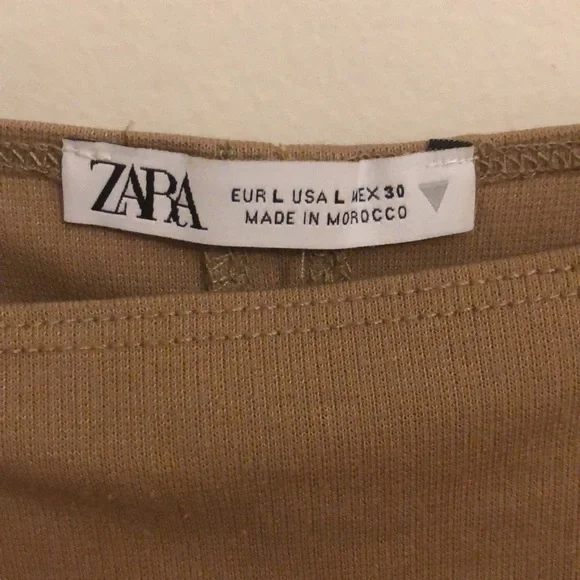 ZARA
EUR L USA L MEX 30
MADE IN MOROCCO